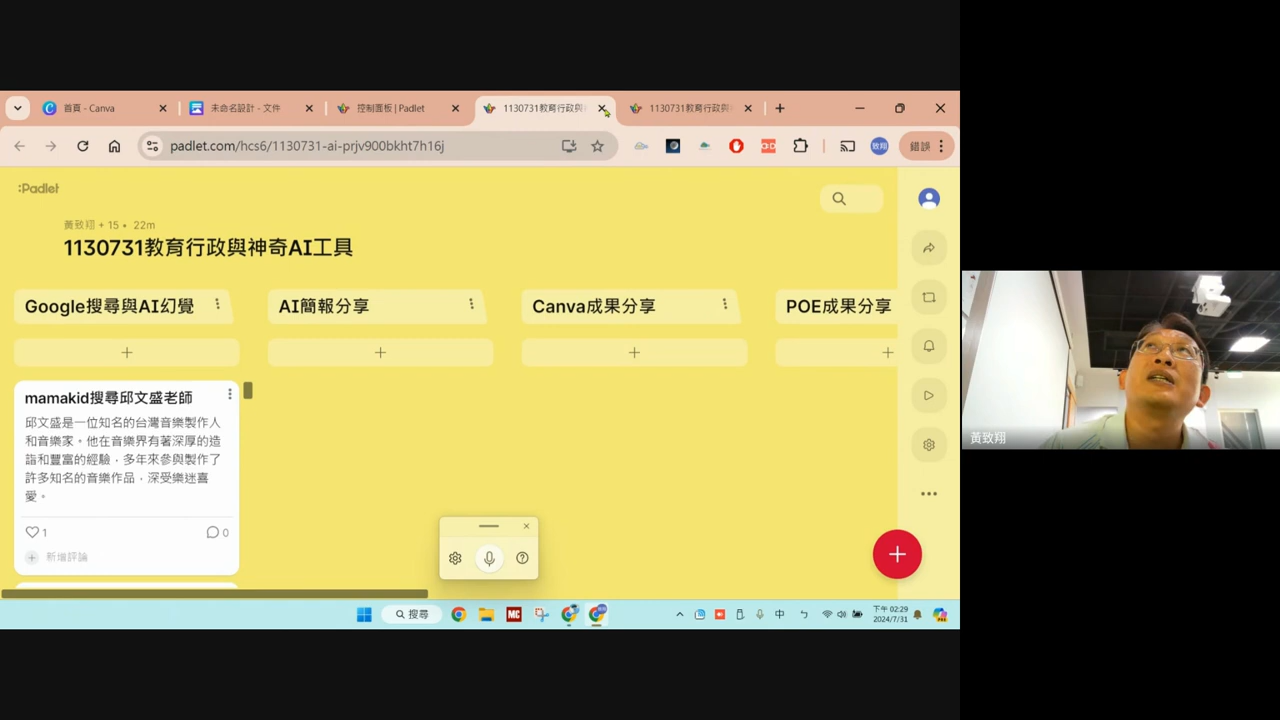 首頁 - Canva
未命名設計 - 文件
控制面板 | Padlet
1130731教育行政與
1130731教育行政與
padlet.com/hcs6/1130731-ai-prjv900bkht7h16j
致翔
錯誤
:Padlet
黃致翔 + 15 • 22m
1130731教育行政與神奇AI工具
Google搜尋與AI幻覺
AI簡報分享
Canva成果分享
POE成果分享
mamakid搜尋邱文盛老師
邱文盛是一位知名的台灣音樂製作人
和音樂家。他在音樂界有著深厚的造
詣和豐富的經驗，多年來參與製作了
許多知名的音樂作品，深受樂迷喜
愛。
1
0
新增評論
搜尋
MC
中
ㄅ
下午 02:29
2024/7/31
黃致翔